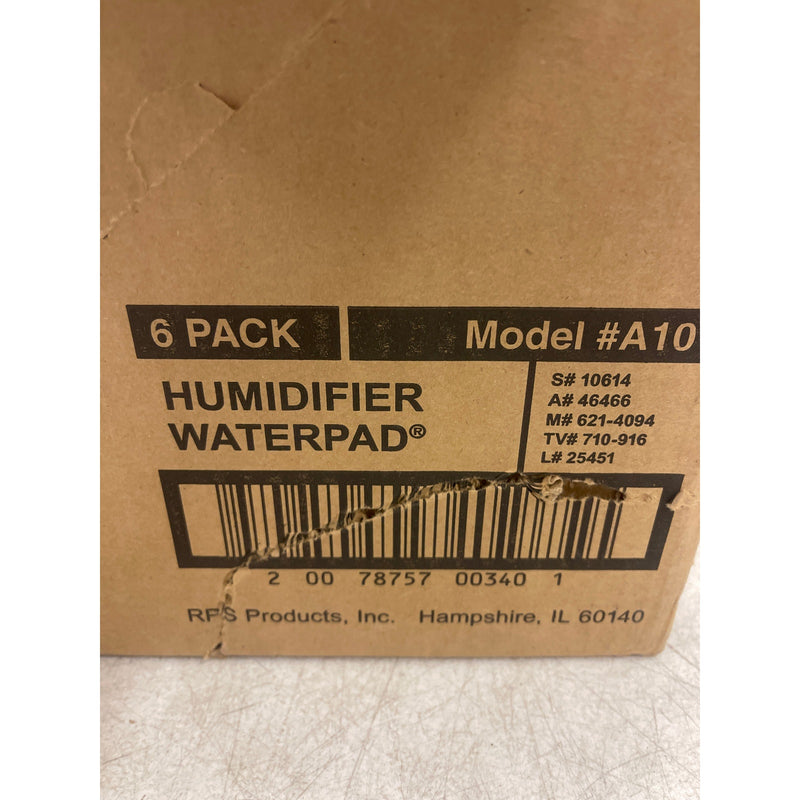 6 PACK Model #A10
HUMIDIFIER
WATERPAD®
S# 10614
A# 46466
M# 621-4094
TV# 710-916
L# 25451
2 00 78757 00340 1
RPS Products, Inc. Hampshire, IL 60140